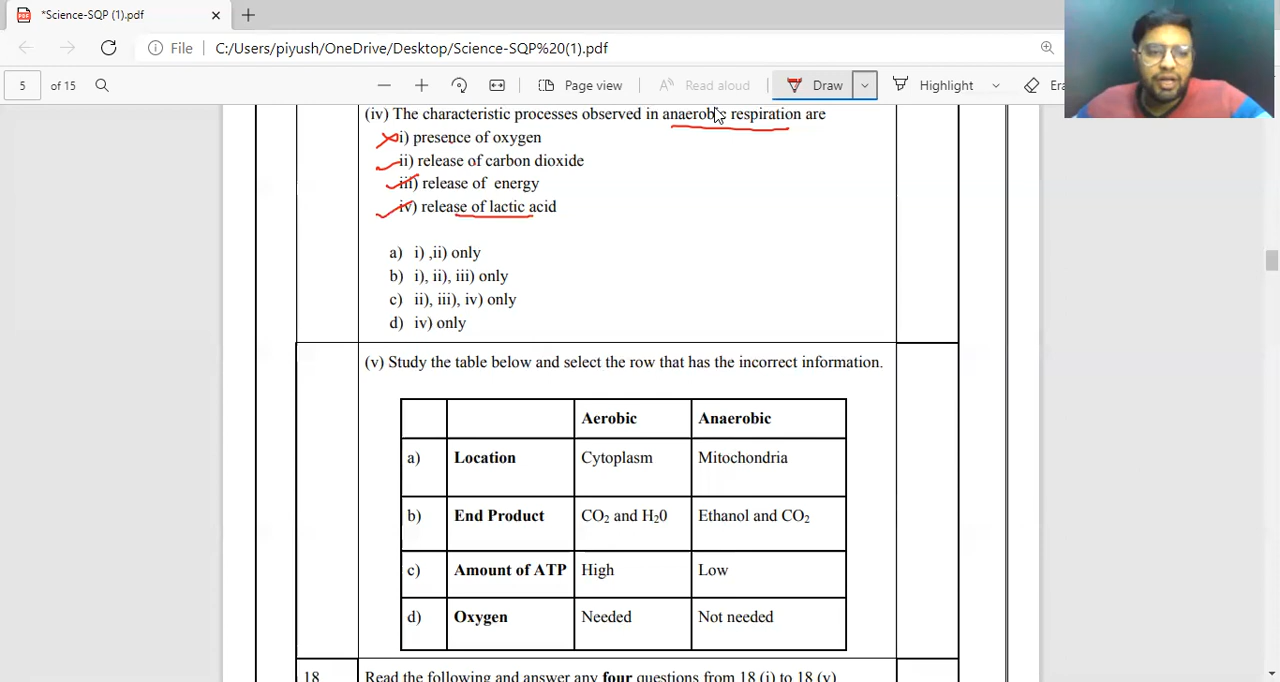 *Science-SQP (1).pdf
File C:/Users/piyush/OneDrive/Desktop/Science-SQP%20(1).pdf
5 of 15 Page view Read aloud Draw Highlight
(iv) The characteristic processes observed in anaerobic respiration are
i) presence of oxygen
ii) release of carbon dioxide
iii) release of energy
iv) release of lactic acid
a) i) ,ii) only
b) i), ii), iii) only
c) ii), iii), iv) only
d) iv) only
(v) Study the table below and select the row that has the incorrect information.
Aerobic Anaerobic
a) Location Cytoplasm Mitochondria
b) End Product CO₂ and H₂0 Ethanol and CO₂
c) Amount of ATP High Low
d) Oxygen Needed Not needed
18 Read the following and answer any four questions from 18 (i) to 18 (v)